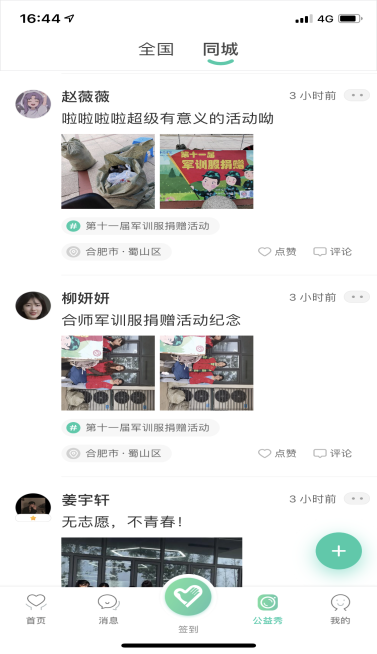 16:44
4G
全国
同城
赵薇薇
3 小时前
啦啦啦啦超级有意义的活动呦
第十一届
军训服捐赠
# 第十一届军训服捐赠活动
合肥市·蜀山区
点赞
评论
柳妍妍
3 小时前
合师军训服捐赠活动纪念
# 第十一届军训服捐赠活动
合肥市·蜀山区
点赞
评论
姜宇轩
3 小时前
无志愿，不青春！
首页
消息
签到
公益秀
我的